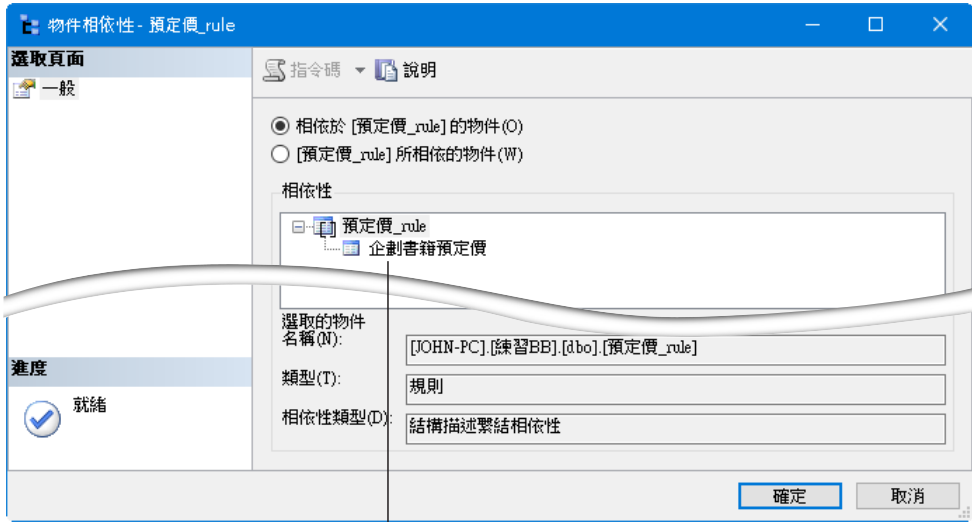 物件相依性 - 預定價_rule
選取頁面
一般
指令碼 說明
相依於 [預定價_rule] 的物件(O)
[預定價_rule] 所相依的物件(W)
相依性
預定價_rule
企劃書籍預定價
選取的物件
名稱(N):
[JOHN-PC].[練習BB].[dbo].[預定價_rule]
類型(T):
規則
相依性類型(D):
結構描述繫結相依性
進度
就緒
確定 取消